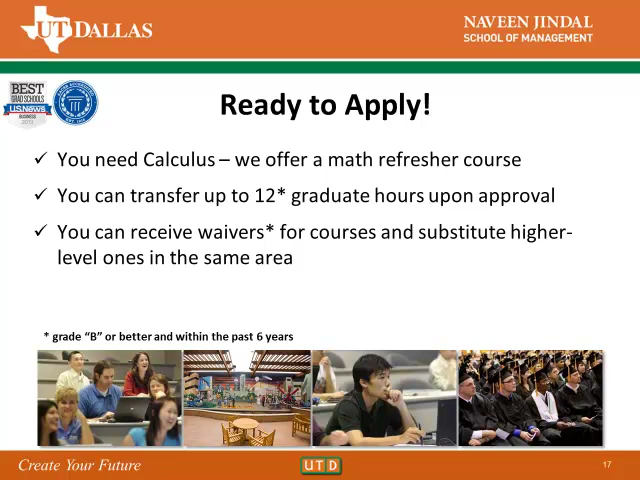 UT DALLAS
NAVEEN JINDAL
SCHOOL OF MANAGEMENT
BEST
GRAD SCHOOLS
U.S.News
BUSINESS
Ready to Apply!
✓ You need Calculus – we offer a math refresher course
✓ You can transfer up to 12* graduate hours upon approval
✓ You can receive waivers* for courses and substitute higher-
level ones in the same area
* grade “B” or better and within the past 6 years
Create Your Future
UTD
17